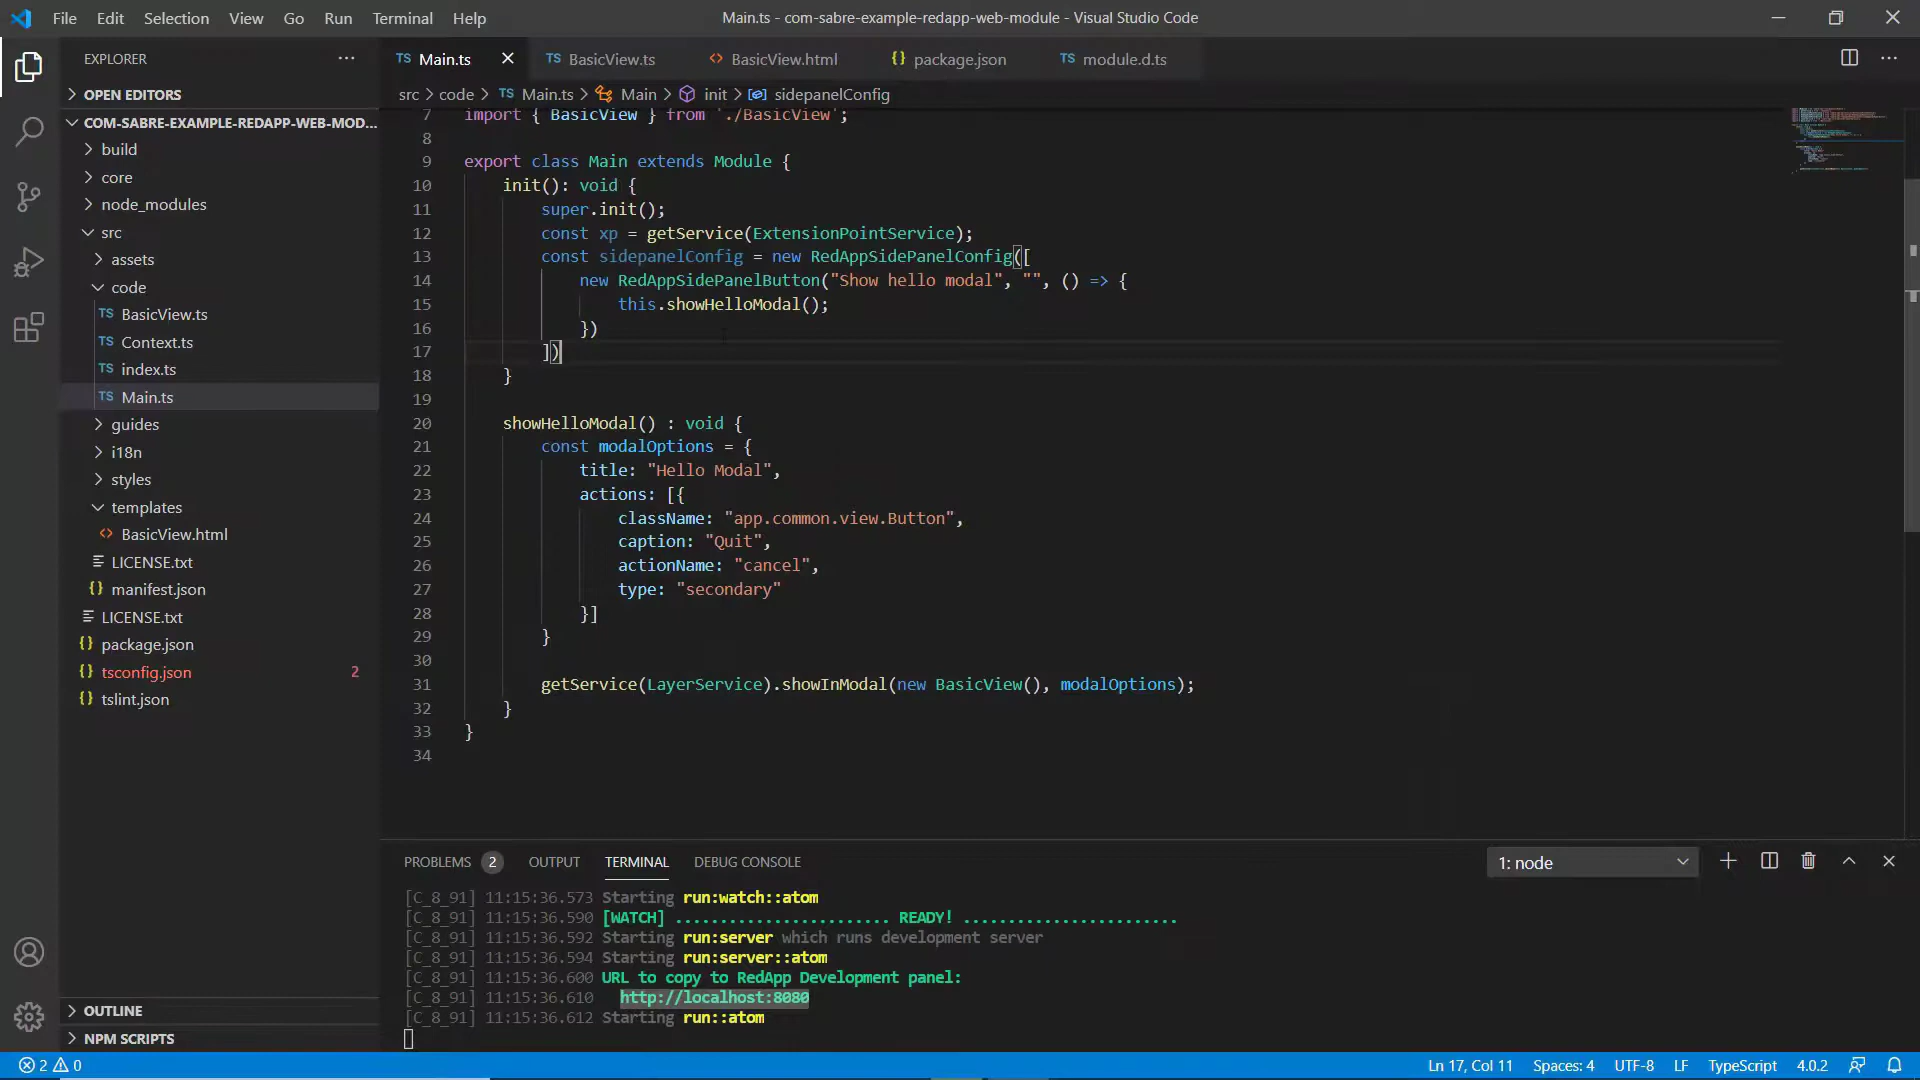 File Edit Selection View Go Run Terminal Help
Main.ts - com-sabre-example-redapp-web-module - Visual Studio Code
EXPLORER
OPEN EDITORS
COM-SABRE-EXAMPLE-REDAPP-WEB-MOD...
build
core
node_modules
src
assets
code
TS BasicView.ts
TS Context.ts
TS index.ts
TS Main.ts
guides
i18n
styles
templates
<> BasicView.html
LICENSE.txt
{} manifest.json
LICENSE.txt
{} package.json
{} tsconfig.json 2
{} tslint.json
OUTLINE
NPM SCRIPTS
TS Main.ts
TS BasicView.ts
<> BasicView.html
{} package.json
TS module.d.ts
src > code > TS Main.ts > Main > init > sidepanelConfig
7 import { BasicView } from './BasicView';
8
9 export class Main extends Module {
10 init(): void {
11 super.init();
12 const xp = getService(ExtensionPointService);
13 const sidepanelConfig = new RedAppSidePanelConfig([
14 new RedAppSidePanelButton("Show hello modal", "", () => {
15 this.showHelloModal();
16 })
17 ])
18 }
19
20 showHelloModal() : void {
21 const modalOptions = {
22 title: "Hello Modal",
23 actions: [{
24 className: "app.common.view.Button",
25 caption: "Quit",
26 actionName: "cancel",
27 type: "secondary"
28 }]
29 }
30
31 getService(LayerService).showInModal(new BasicView(), modalOptions);
32 }
33 }
34
PROBLEMS 2 OUTPUT TERMINAL DEBUG CONSOLE
1: node
[C_8_91] 11:15:36.573 Starting run:watch::atom
[C_8_91] 11:15:36.590 [WATCH] ........................ READY! ........................
[C_8_91] 11:15:36.592 Starting run:server which runs development server
[C_8_91] 11:15:36.594 Starting run:server::atom
[C_8_91] 11:15:36.600 URL to copy to RedApp Development panel:
[C_8_91] 11:15:36.610 http://localhost:8080
[C_8_91] 11:15:36.612 Starting run::atom
2 0
Ln 17, Col 11 Spaces: 4 UTF-8 LF TypeScript 4.0.2